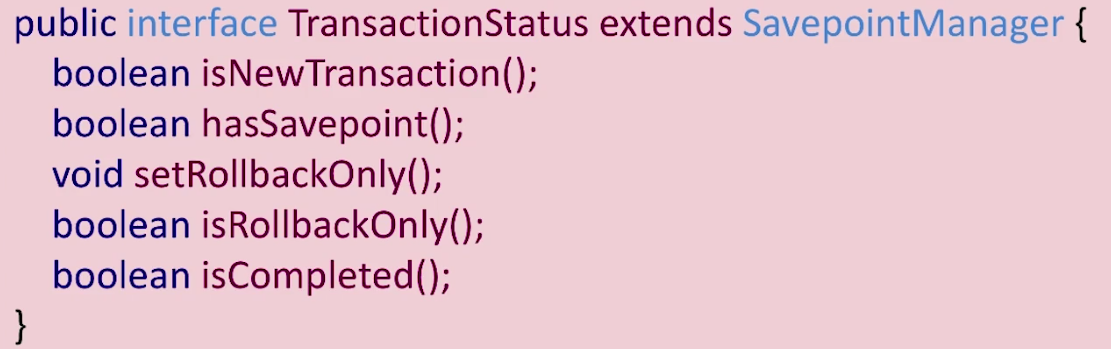 public interface TransactionStatus extends SavepointManager {
boolean isNewTransaction();
boolean hasSavepoint();
void setRollbackOnly();
boolean isRollbackOnly();
boolean isCompleted();
}